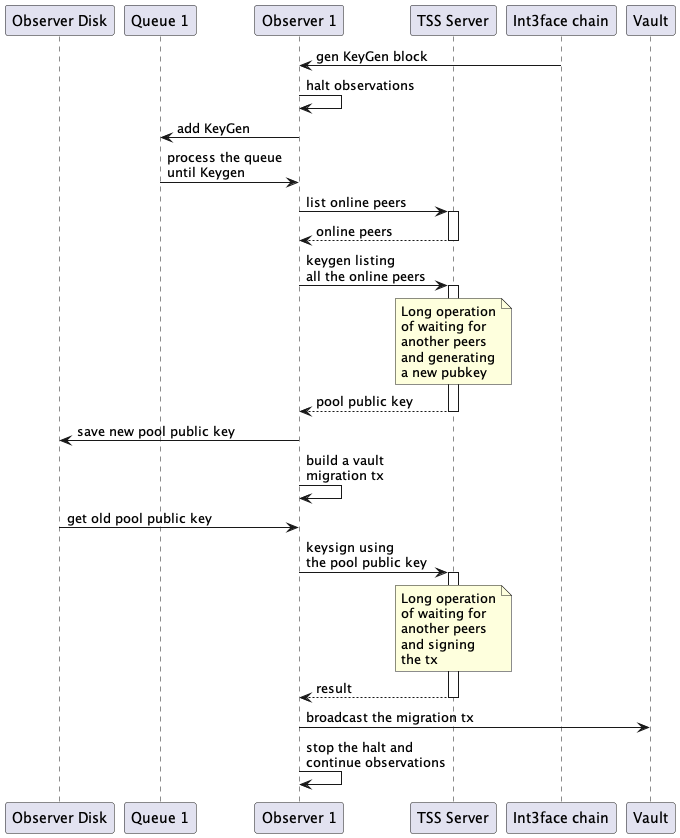 Observer Disk
Queue 1
Observer 1
TSS Server
Int3face chain
Vault
gen KeyGen block
halt observations
add KeyGen
process the queue
until Keygen
list online peers
online peers
keygen listing
all the online peers
Long operation
of waiting for
another peers
and generating
a new pubkey
pool public key
save new pool public key
build a vault
migration tx
get old pool public key
keysign using
the pool public key
Long operation
of waiting for
another peers
and signing
the tx
result
broadcast the migration tx
stop the halt and
continue observations
Observer Disk
Queue 1
Observer 1
TSS Server
Int3face chain
Vault